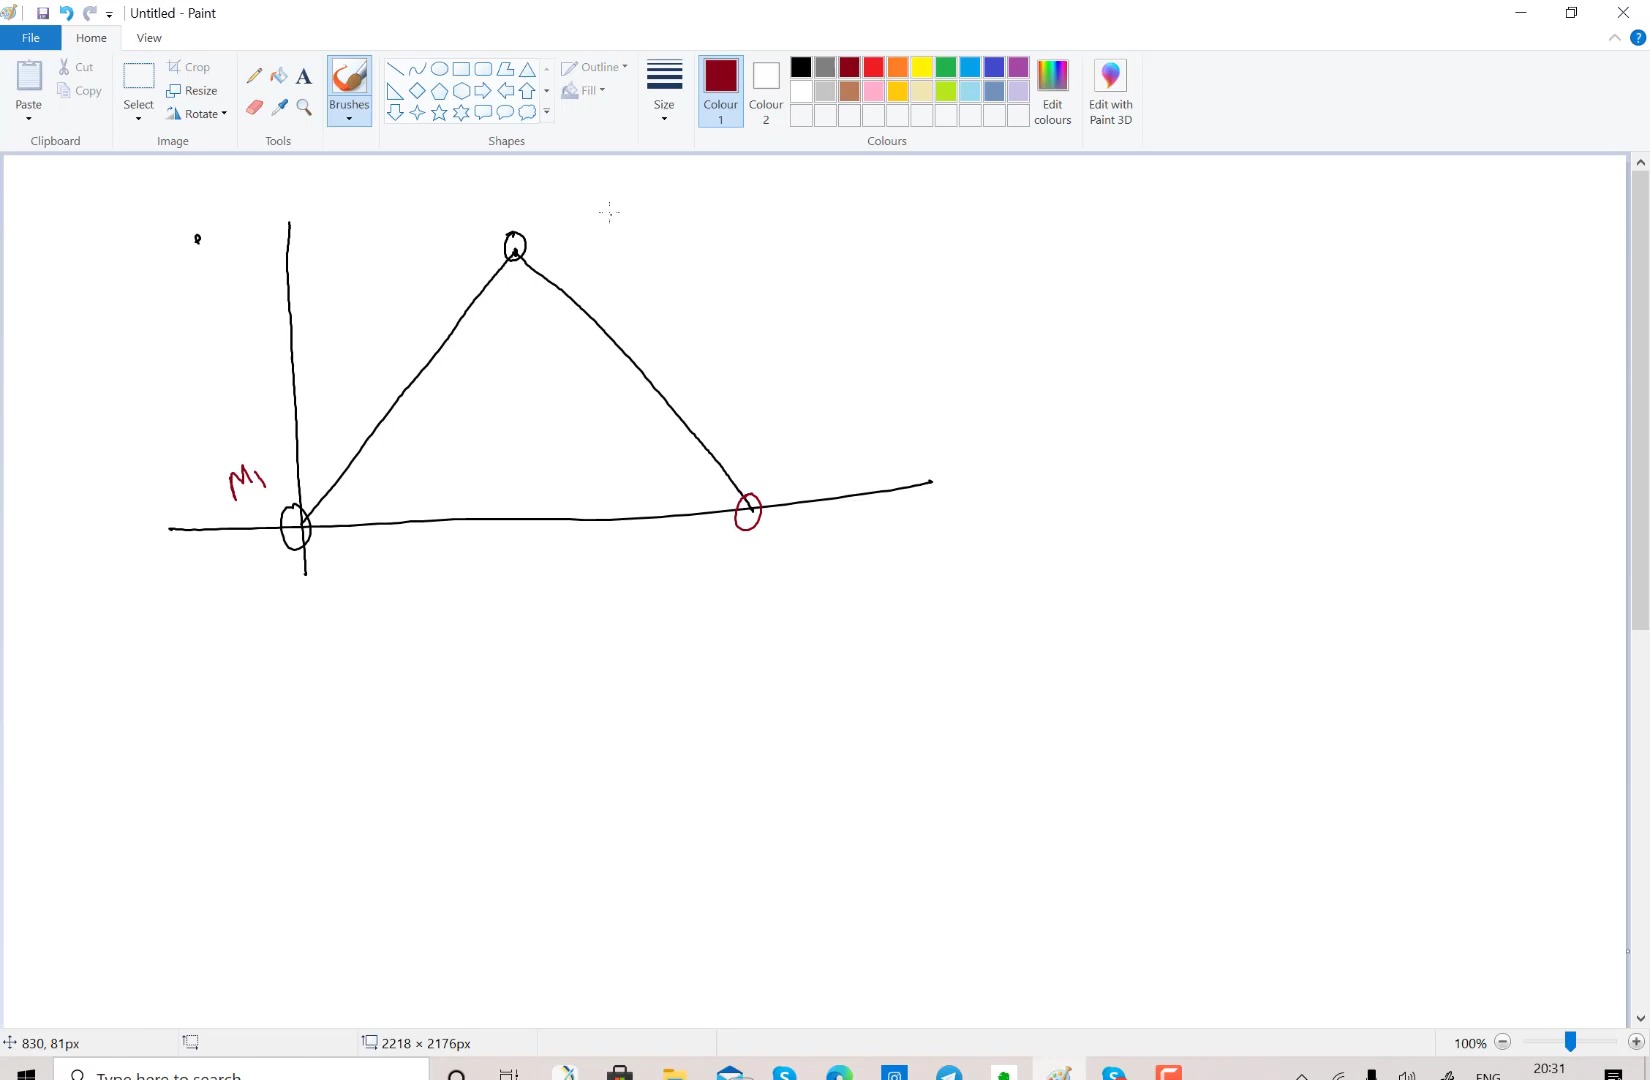 Untitled - Paint
File
Home
View
Paste
Cut
Copy
Clipboard
Select
Crop
Resize
Rotate
Image
A
Tools
Brushes
Outline
Fill
Shapes
Size
Colour 1
Colour 2
Edit colours
Edit with Paint 3D
Colours
M1
830, 81px
2218 × 2176px
100%
Type here to search
ENG
20:31